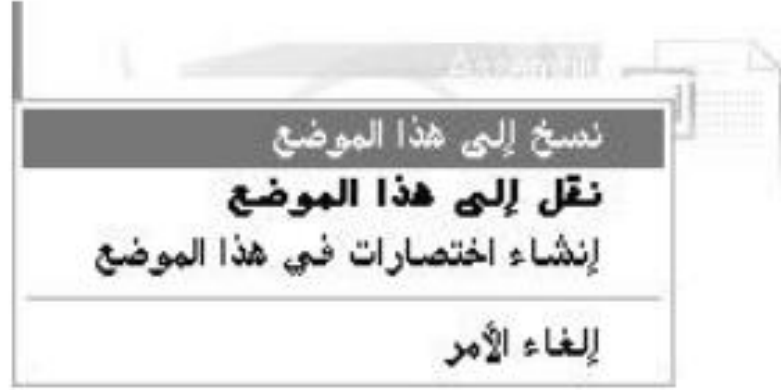 نسخ إلى هذا الموضع
نقل إلى هذا الموضع
إنشاء اختصارات في هذا الموضع
إلغاء الأمر